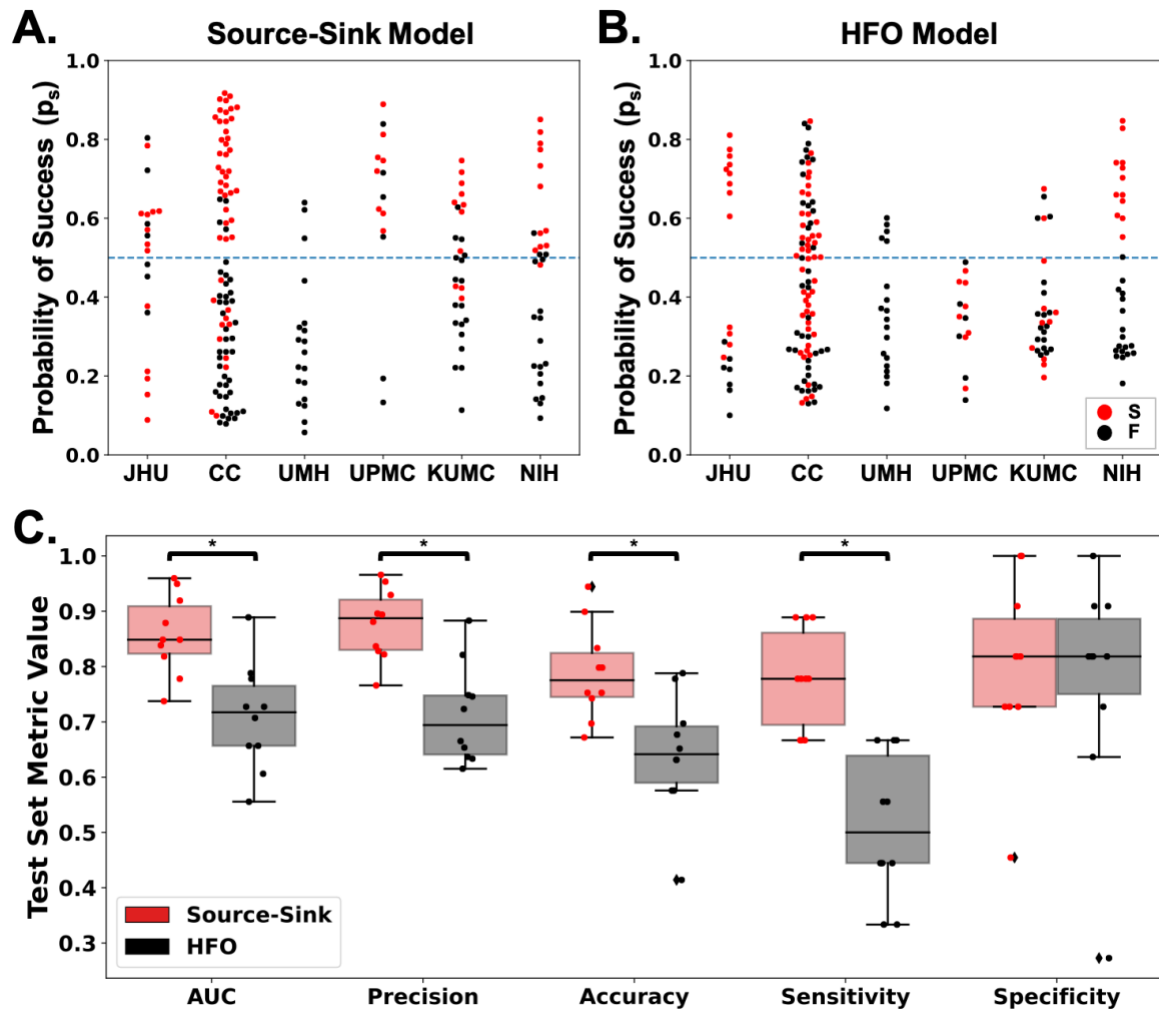 A.
Source-Sink Model
Probability of Success (ps)
1.0
0.8
0.6
0.4
0.2
0.0
JHU CC UMH UPMC KUMC NIH
B.
HFO Model
Probability of Success (ps)
1.0
0.8
0.6
0.4
0.2
0.0
S
F
JHU CC UMH UPMC KUMC NIH
C.
Test Set Metric Value
1.0
0.9
0.8
0.7
0.6
0.5
0.4
0.3
* * * *
Source-Sink
HFO
AUC Precision Accuracy Sensitivity Specificity